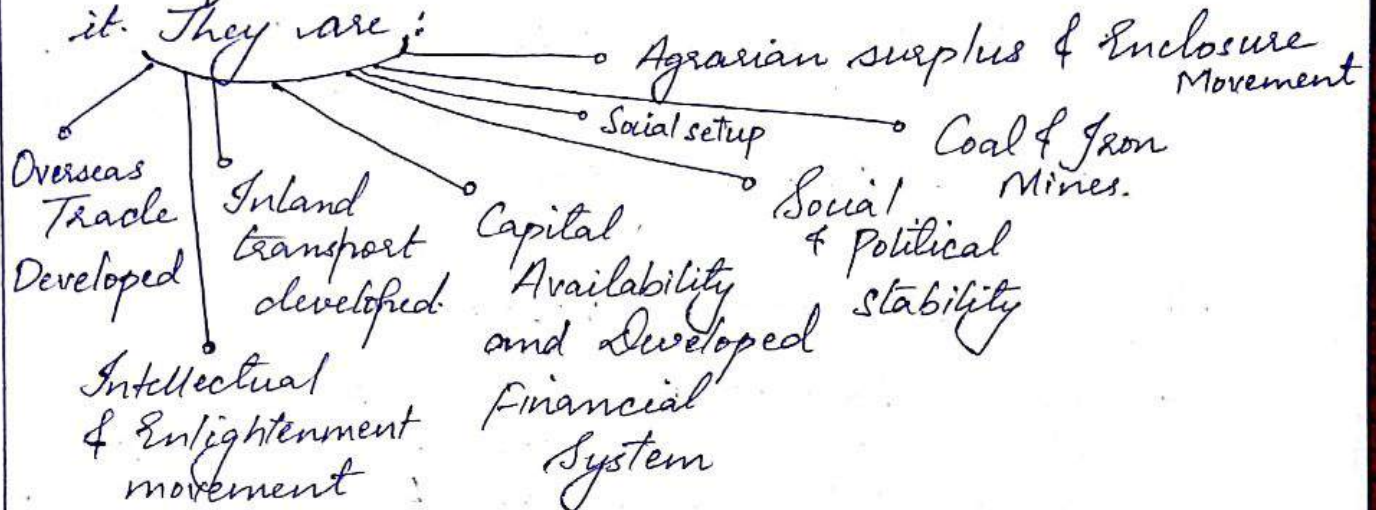 it. They are :
Agrarian surplus & Enclosure
Movement
Social setup
Coal & Iron
Mines.
Overseas
Trade
Developed
Inland
transport
developed.
Capital
Availability
and Developed
Financial
System
Social
& Political
stability
Intellectual
& Enlightenment
movement